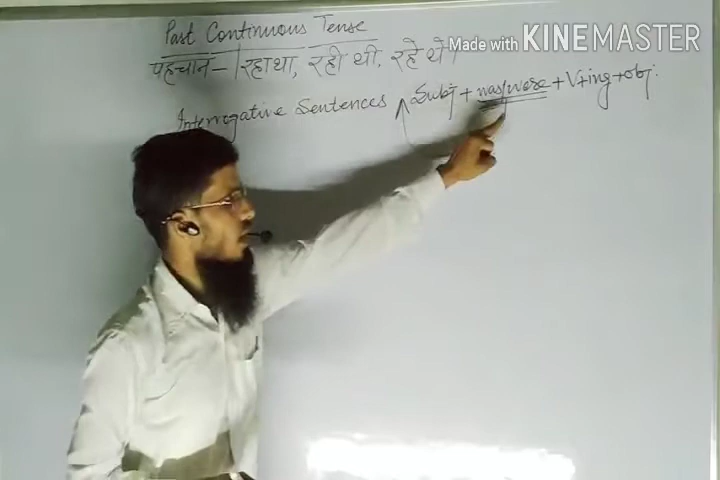 Past Continuous Tense
Made with KINEMASTER
पहचान - रहा था, रही थी, रहे थे।
Interrogative Sentences Subj + was/were + V+ing + obj.